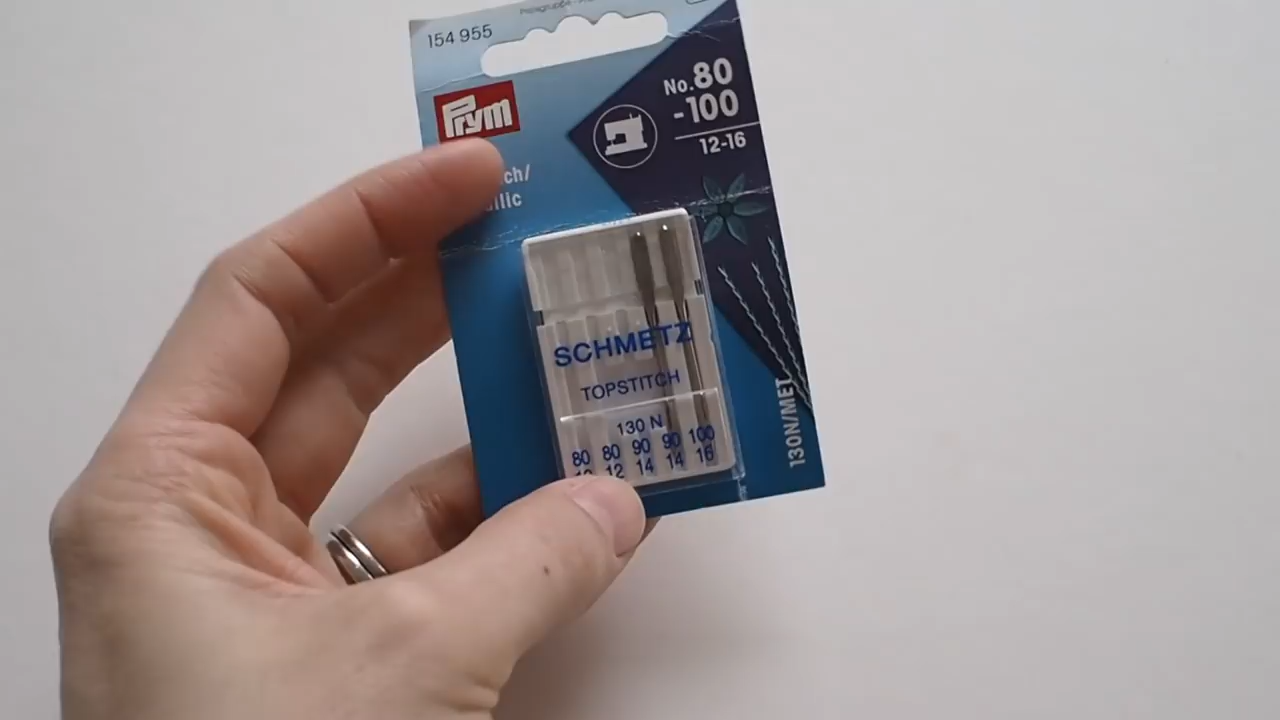 154 955
Prym
No.80
-100
12-16
SCHMETZ
TOPSTITCH
130 N
80 80 90 90 100
12 14 14 16
130N/MET